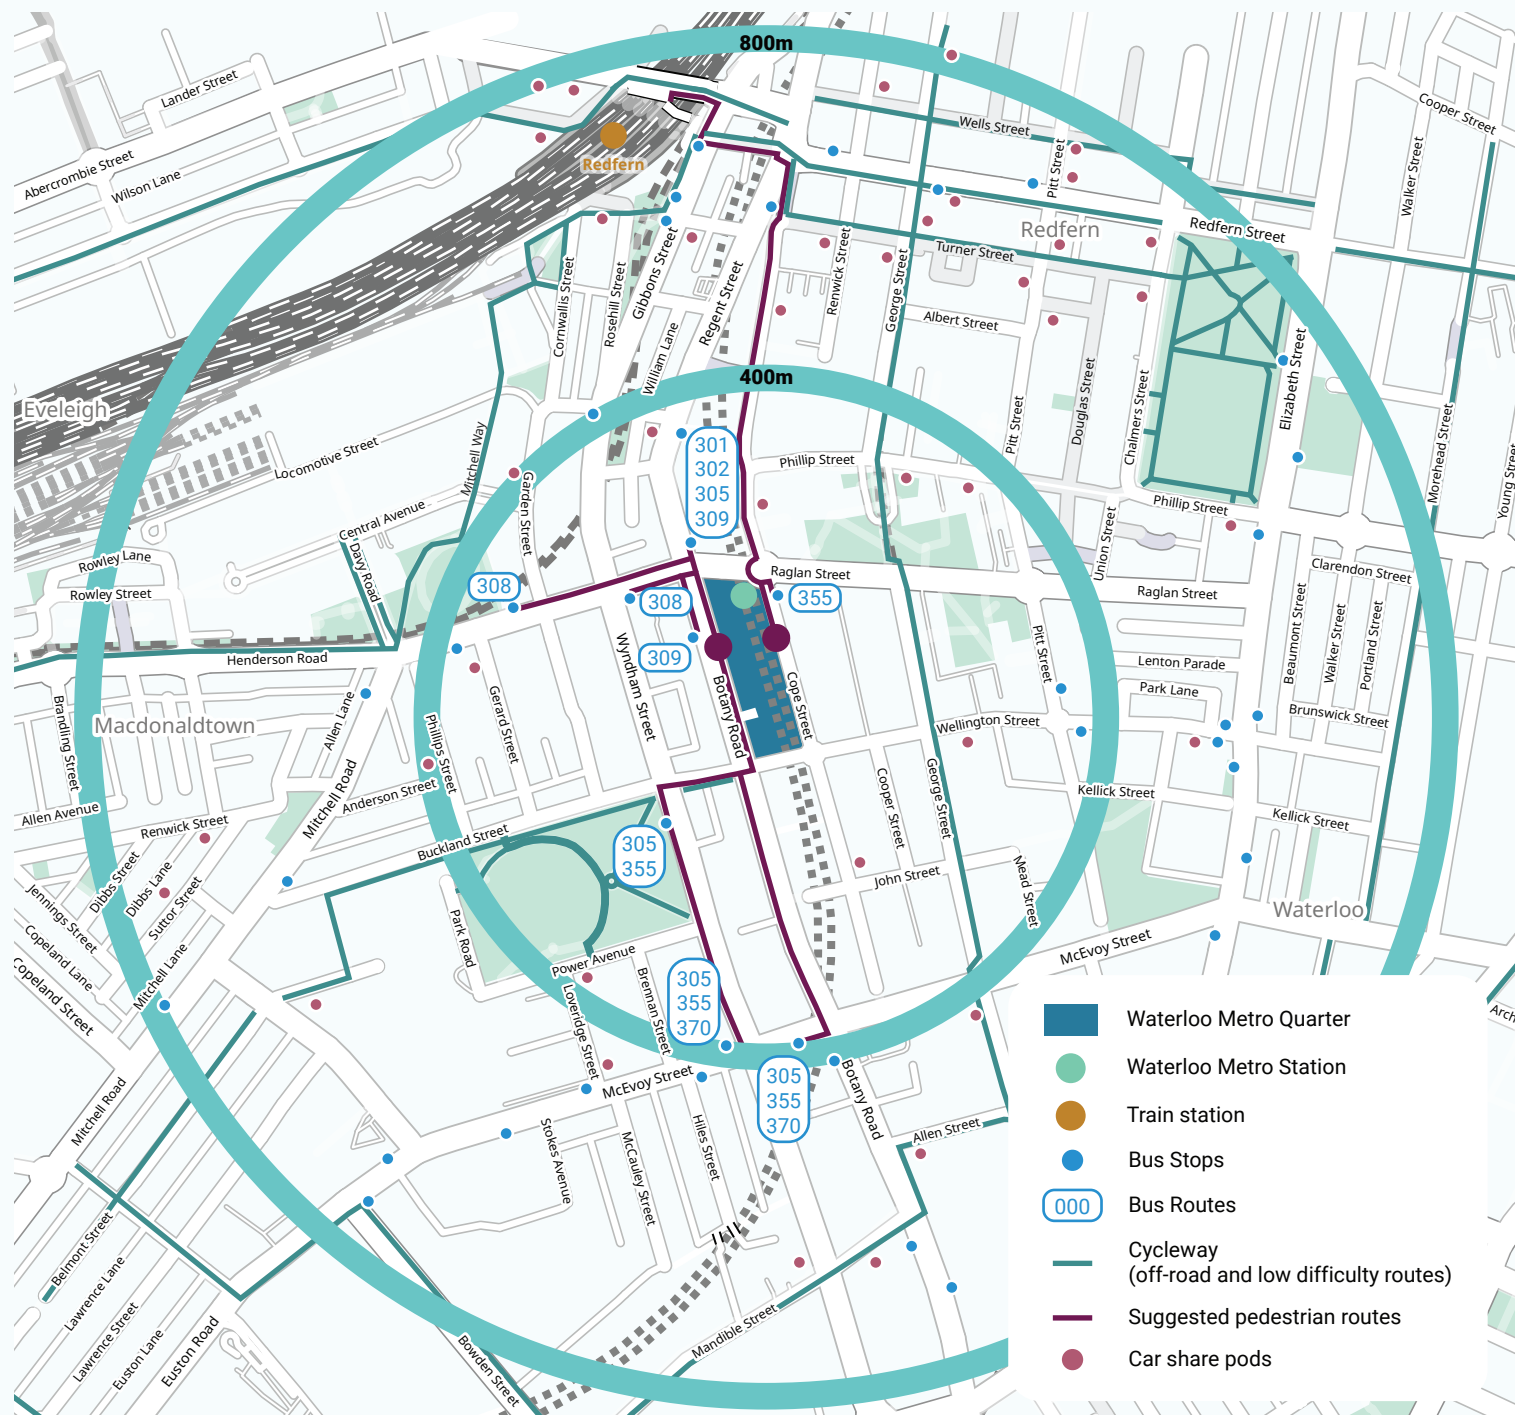 800m
Lander Street
Cooper Street
Wells Street
Abercrombie Street
Wilson Lane
Redfern
Pitt Street
Walker Street
Redfern
Redfern Street
Turner Street
Gibbons Street
Regent Street
Renwick Street
George Street
Cornwallis Street
Rosehill Street
Albert Street
William Lane
400m
Elizabeth Street
Douglas Street
Chalmers Street
Pitt Street
Eveleigh
Morehead Street
Young Street
Locomotive Street
Mitchell Way
301
302
305
309
Phillip Street
Phillip Street
Garden Street
Central Avenue
Union Street
Rowley Lane
Rowley Street
Davy Road
Raglan Street
Raglan Street
Clarendon Street
308
308
355
309
Beaumont Street
Walker Street
Portland Street
Henderson Road
Wyndham Street
Pitt Street
Lenton Parade
Park Lane
Brunswick Street
Brandling Street
Macdonaldtown
Allen Lane
Phillips Street
Gerard Street
Botany Road
Cope Street
Wellington Street
Mitchell Road
Anderson Street
Cooper Street
George Street
Kellick Street
Kellick Street
Allen Avenue
Renwick Street
Buckland Street
305
355
John Street
Mead Street
Dibbs Street
Dibbs Lane
Suttor Street
Jennings Street
Park Road
Waterloo
Copeland Lane
Mitchell Lane
Copeland Street
Power Avenue
McEvoy Street
305
355
370
Loveridge Street
Brennan Street
Arch
McEvoy Street
305
355
370
Botany Road
Mitchell Road
Allen Street
Stokes Avenue
McCauley Street
Hiles Street
Belmont Street
Lawrence Lane
Lawrence Street
Euston Lane
Euston Road
Bowden Street
Mandible Street
Waterloo Metro Quarter
Waterloo Metro Station
Train station
Bus Stops
000
Bus Routes
Cycleway
(off-road and low difficulty routes)
Suggested pedestrian routes
Car share pods